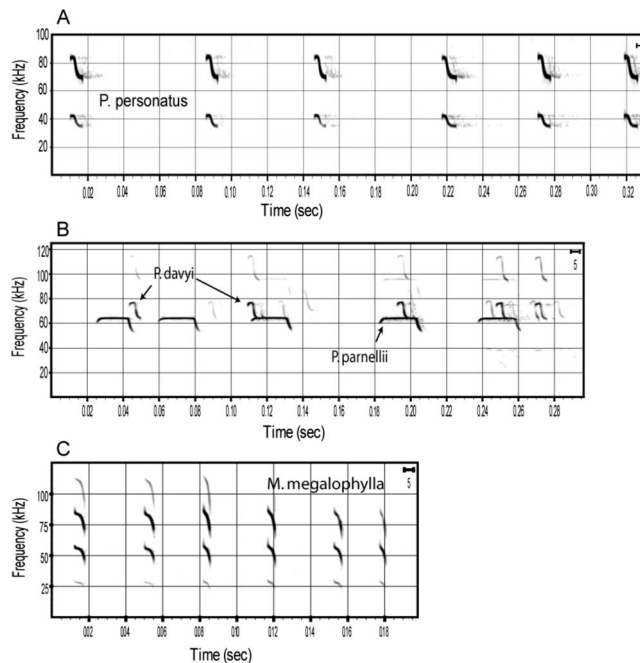 A
100
80
60
40
20
Frequency (kHz)
P. personatus
0.02 0.04 0.06 0.08 0.10 0.12 0.14 0.16 0.18 0.20 0.22 0.24 0.26 0.28 0.30 0.32
Time (sec)
B
120
100
80
60
40
20
Frequency (kHz)
5
P. davyi
P. parnellii
0.02 0.04 0.06 0.08 0.10 0.12 0.14 0.16 0.18 0.20 0.22 0.24 0.26 0.28
Time (sec)
C
100
75
50
25
Frequency (kHz)
M. megalophylla
5
0.02 0.06 0.08 0.10 0.12 0.14 0.16 0.18
Time (sec)